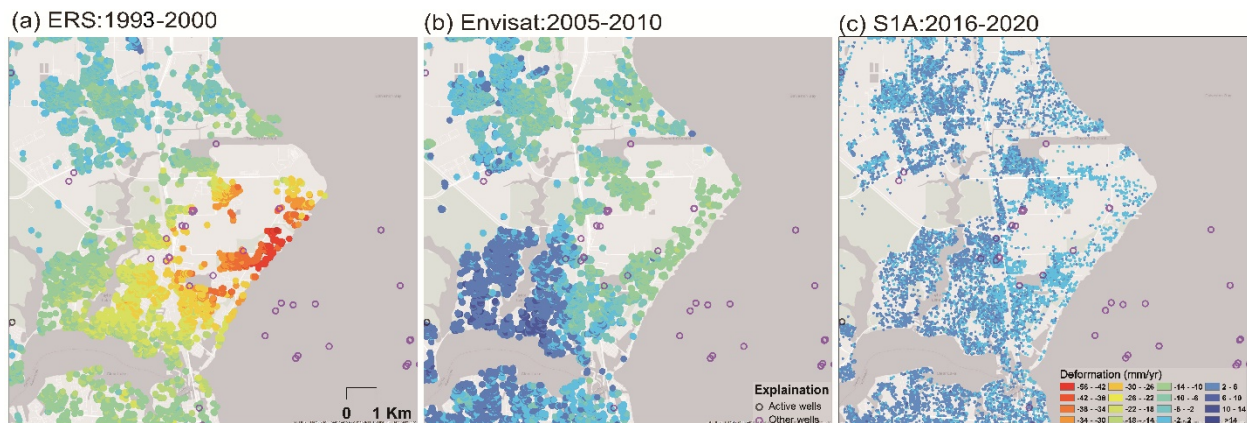 (a) ERS:1993-2000
(b) Envisat:2005-2010
(c) S1A:2016-2020
0 1 Km
Explaination
Active wells
Other wells
Deformation (mm/yr)
-56 - -42
-30 - -26
-14 - -10
2 - 6
-42 - -38
-26 - -22
-10 - -6
6 - 10
-38 - -34
-22 - -18
-6 - -2
10 - 14
-34 - -30
-18 - -14
-2 - 2
>14